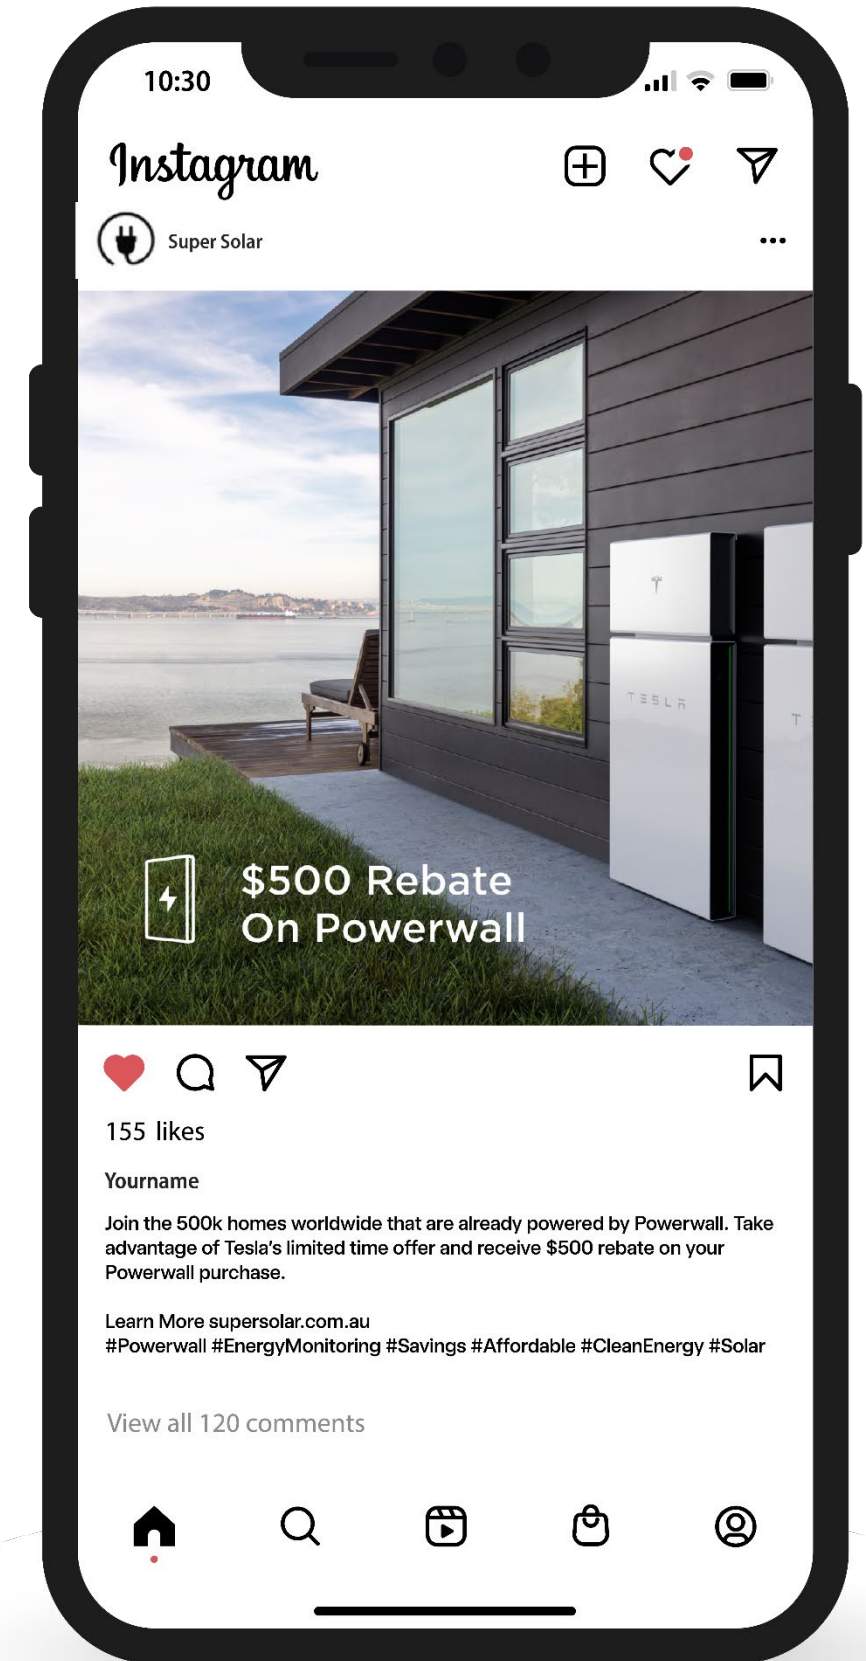 10:30
Instagram
Super Solar
TESLA
T
$500 Rebate
On Powerwall
155 likes
Yourname
Join the 500k homes worldwide that are already powered by Powerwall. Take
advantage of Tesla's limited time offer and receive $500 rebate on your
Powerwall purchase.
Learn More supersolar.com.au
#Powerwall #EnergyMonitoring #Savings #Affordable #CleanEnergy #Solar
View all 120 comments